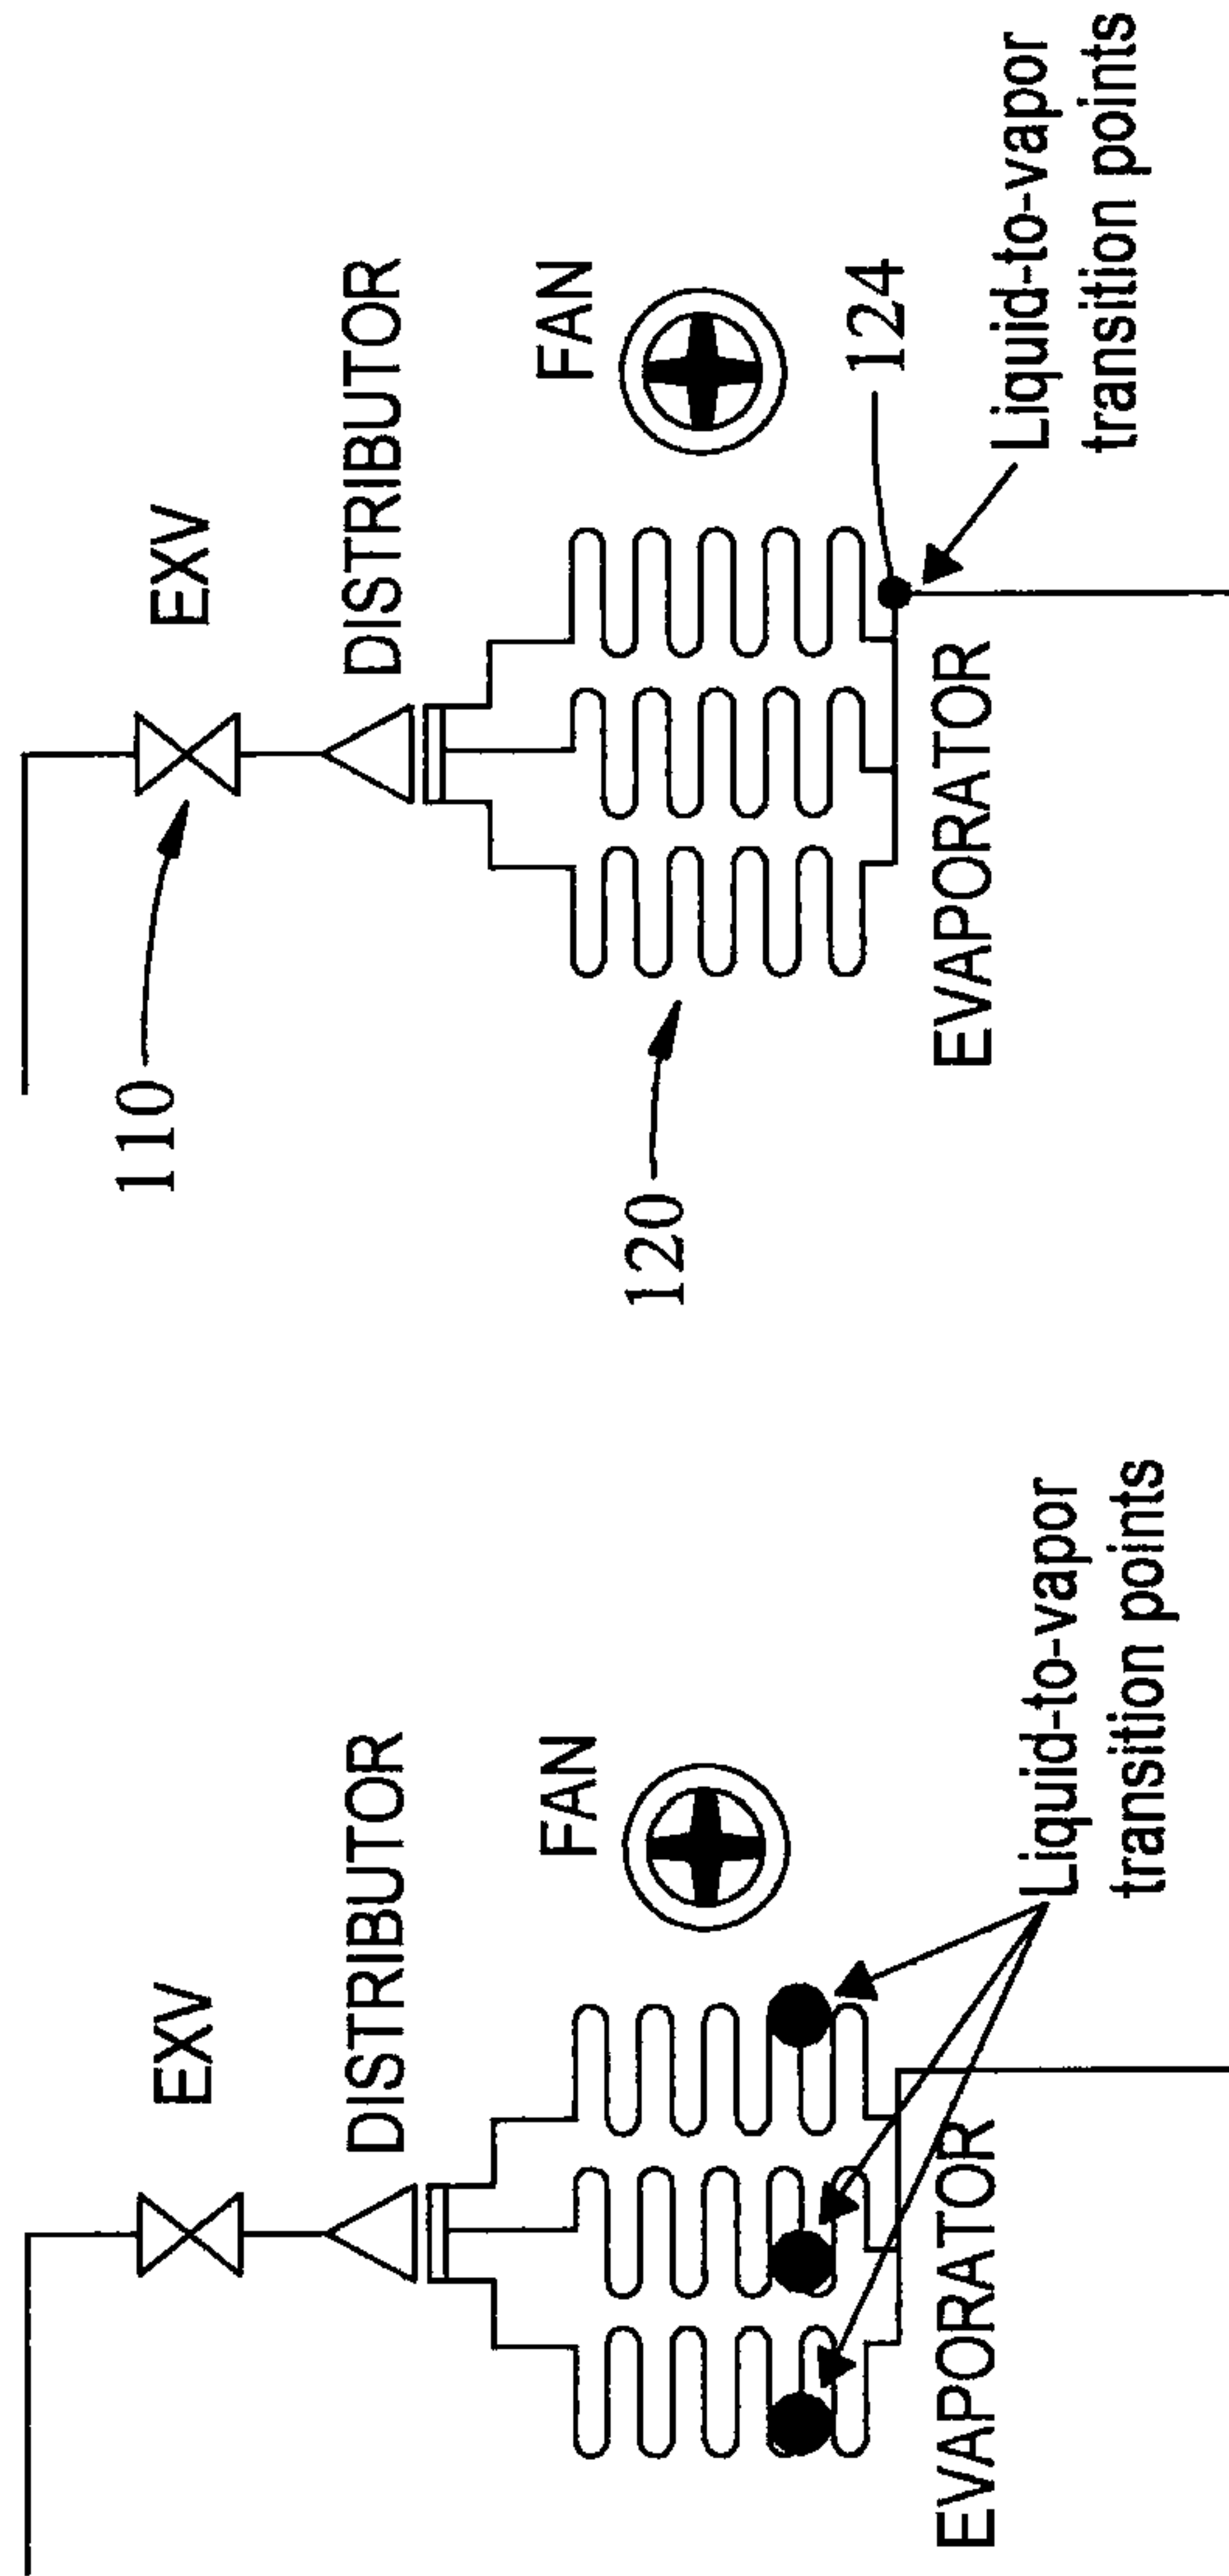 EXV
DISTRIBUTOR
FAN
EVAPORATOR
Liquid-to-vapor
transition points
110
EXV
DISTRIBUTOR
120
FAN
124
EVAPORATOR
Liquid-to-vapor
transition points